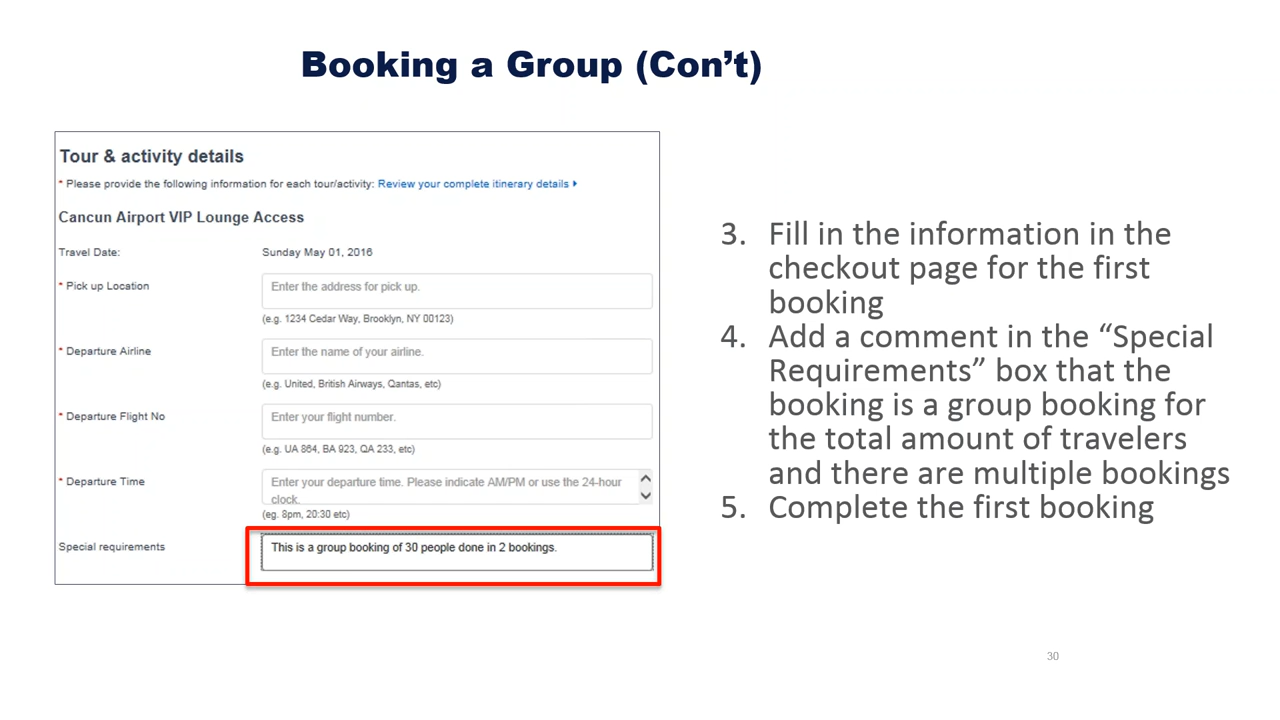 Booking a Group (Con’t)
Tour & activity details
* Please provide the following information for each tour/activity: Review your complete itinerary details
Cancun Airport VIP Lounge Access
Travel Date: Sunday May 01, 2016
* Pick up Location Enter the address for pick up.
(e.g. 1234 Cedar Way, Brooklyn, NY 00123)
* Departure Airline Enter the name of your airline.
(e.g. United, British Airways, Qantas, etc)
* Departure Flight No Enter your flight number.
(e.g. UA 864, BA 923, QA 233, etc)
* Departure Time Enter your departure time. Please indicate AM/PM or use the 24-hour
clock.
(eg. 8pm, 20:30 etc)
Special requirements This is a group booking of 30 people done in 2 bookings.
3. Fill in the information in the
checkout page for the first
booking
4. Add a comment in the “Special
Requirements” box that the
booking is a group booking for
the total amount of travelers
and there are multiple bookings
5. Complete the first booking
30